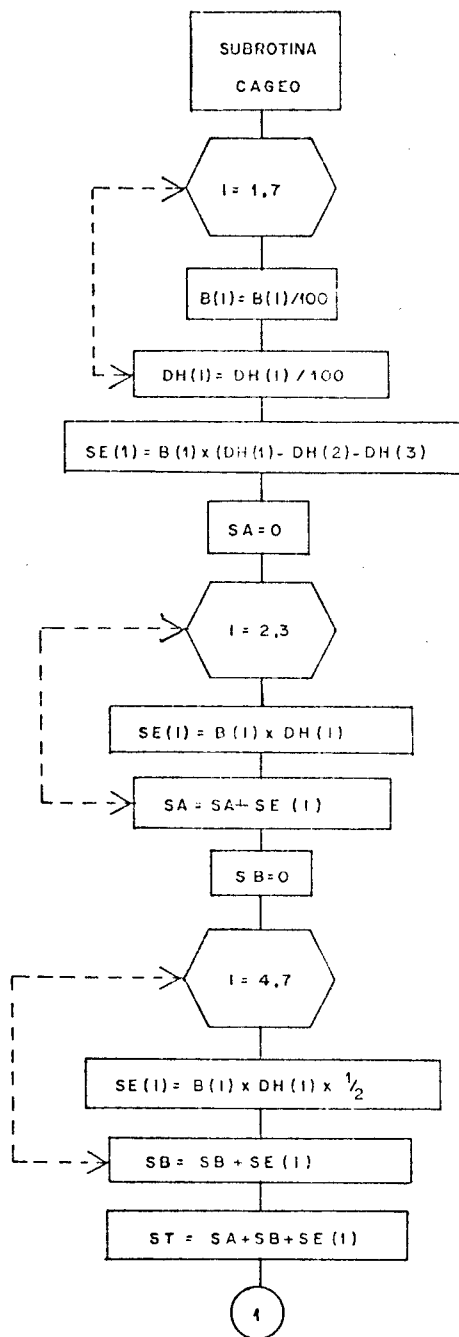 SUBROTINA
CAGEO
I = 1,7
B(I) = B(I)/100
DH(I) = DH(I) / 100
SE(1) = B(1) x (DH(1) - DH(2) - DH(3)
SA = 0
I = 2,3
SE(I) = B(I) x DH(I)
SA = SA + SE (I)
SB = 0
I = 4,7
SE(I) = B(I) x DH(I) x 1/2
SB = SB + SE(I)
ST = SA + SB + SE(1)
1